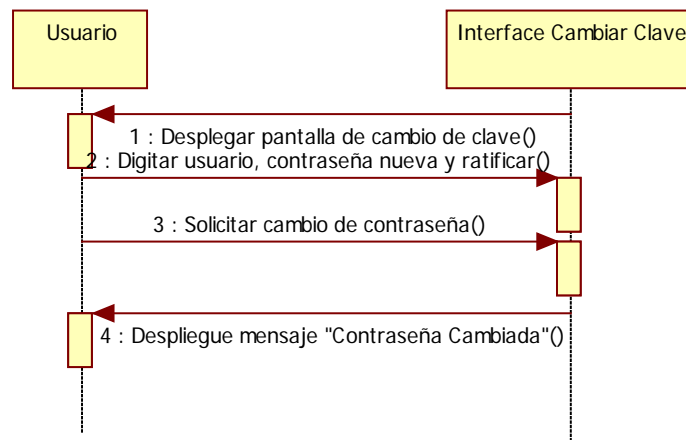 Usuario
Interface Cambiar Clave
1 : Desplegar pantalla de cambio de clave()
2 : Digitar usuario, contraseña nueva y ratificar()
3 : Solicitar cambio de contraseña()
4 : Despliegue mensaje "Contraseña Cambiada"()